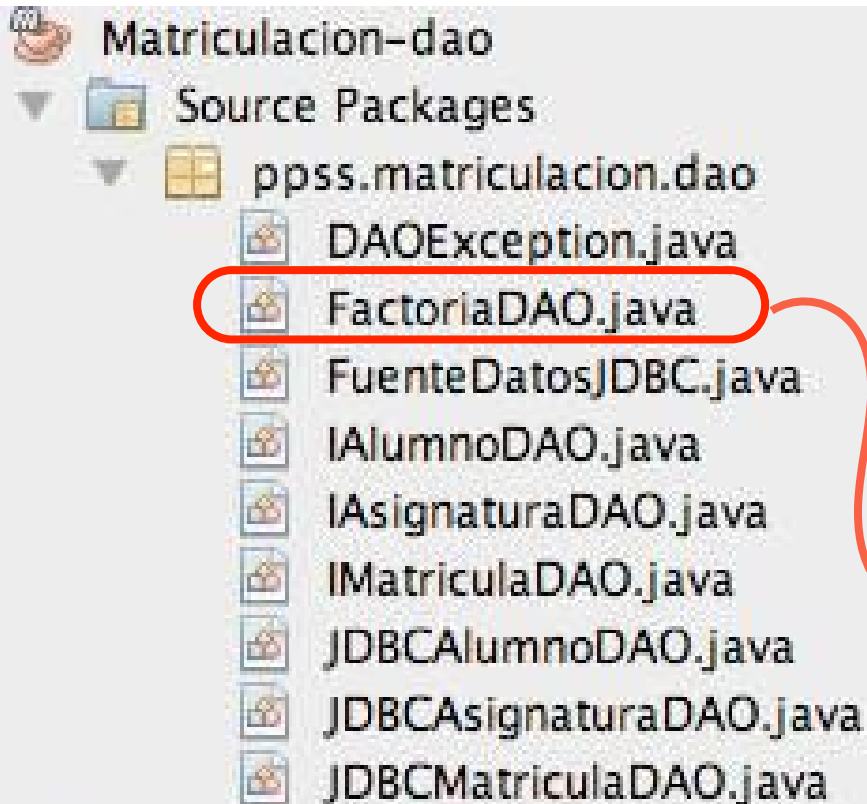 Matriculacion-dao
Source Packages
ppss.matriculacion.dao
DAOException.java
FactoriaDAO.java
FuenteDatosJDBC.java
IAlumnoDAO.java
IAsignaturaDAO.java
IMatriculaDAO.java
JDBCAlumnoDAO.java
JDBCAsignaturaDAO.java
JDBCMatriculaDAO.java